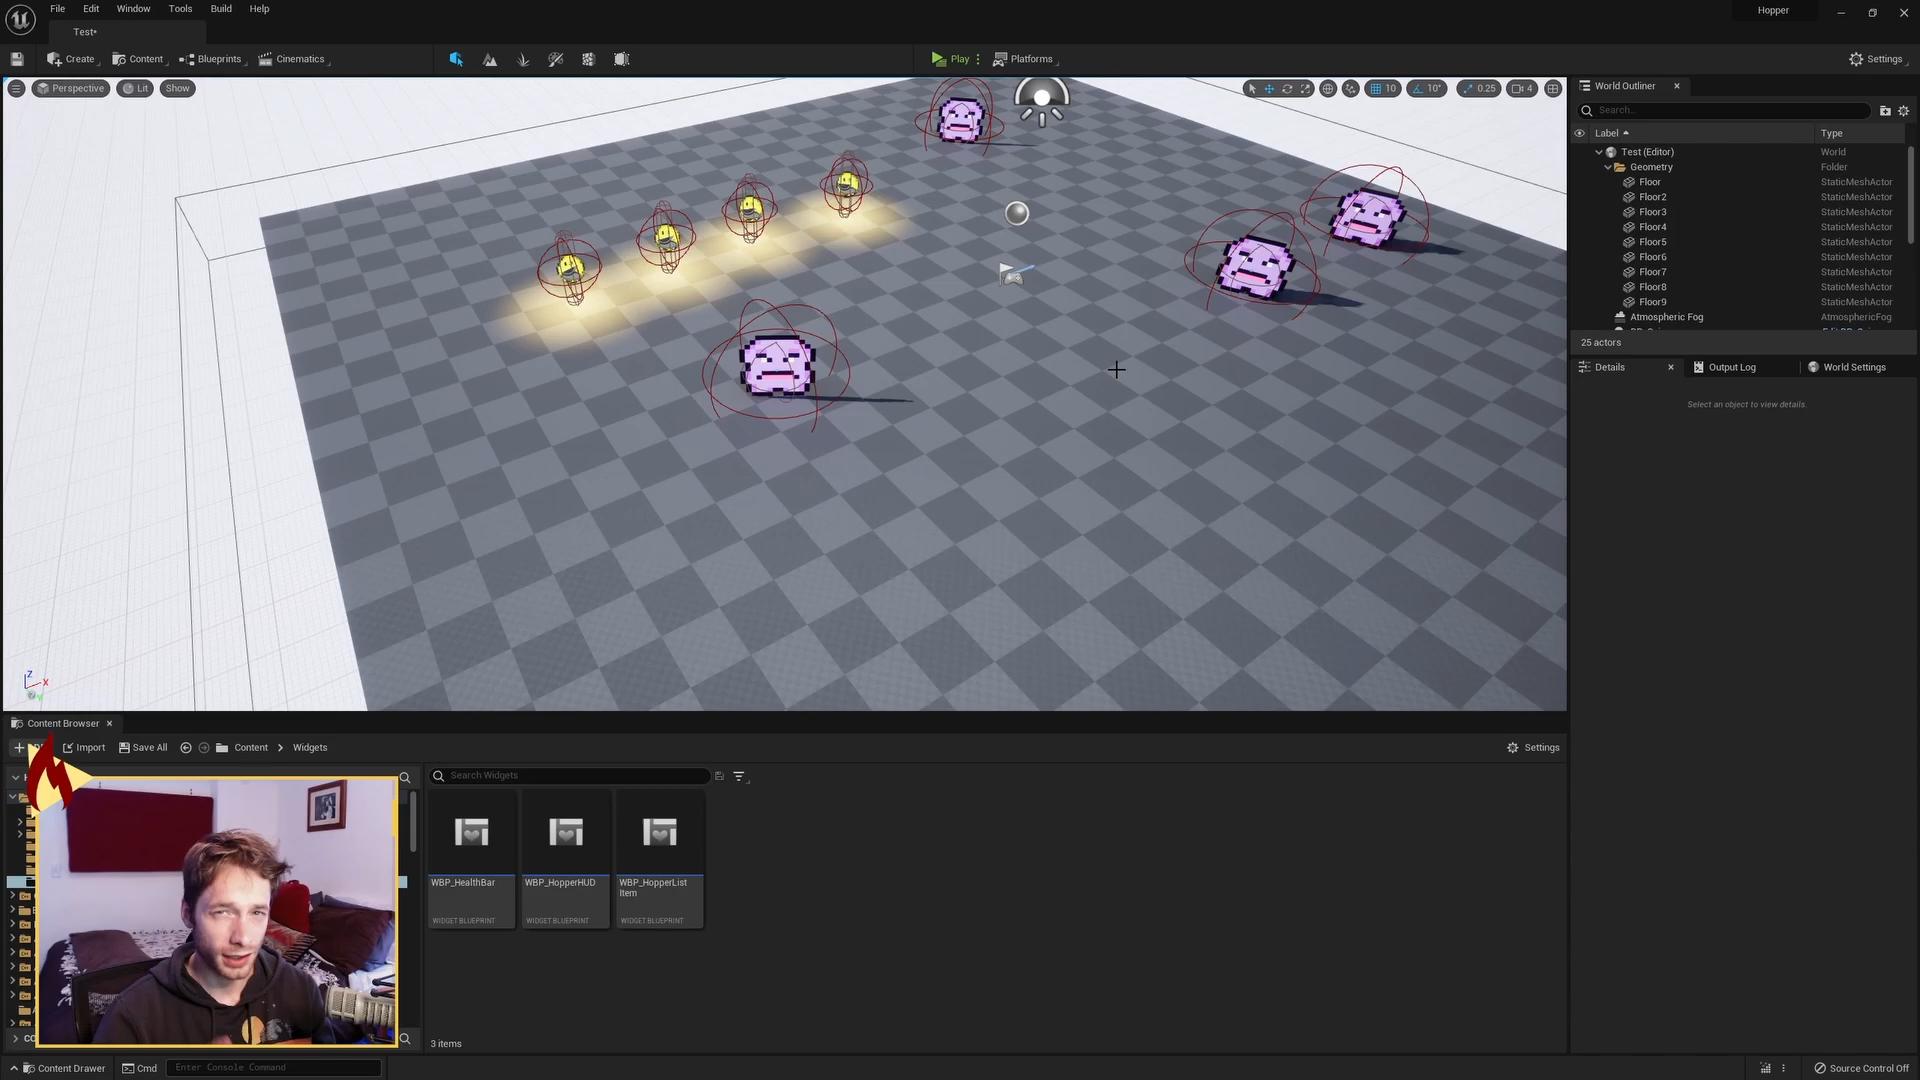 File Edit Window Tools Build Help
Hopper
Test•
Create Content Blueprints Cinematics
Play Platforms
Settings
Perspective Lit Show
10 10° 0.25 4
World Outliner
Search...
Label Type
Test (Editor) World
Geometry Folder
Floor StaticMeshActor
Floor2 StaticMeshActor
Floor3 StaticMeshActor
Floor4 StaticMeshActor
Floor5 StaticMeshActor
Floor6 StaticMeshActor
Floor7 StaticMeshActor
Floor8 StaticMeshActor
Floor9 StaticMeshActor
Atmospheric Fog AtmosphericFog
25 actors
Details Output Log World Settings
Select an object to view details.
Z
X
Content Browser
Import Save All Content Widgets
Settings
Search Widgets
WBP_HealthBar
WIDGET BLUEPRINT
WBP_HopperHUD
WIDGET BLUEPRINT
WBP_HopperList
Item
WIDGET BLUEPRINT
3 items
Content Drawer Cmd Enter Console Command
Source Control Off